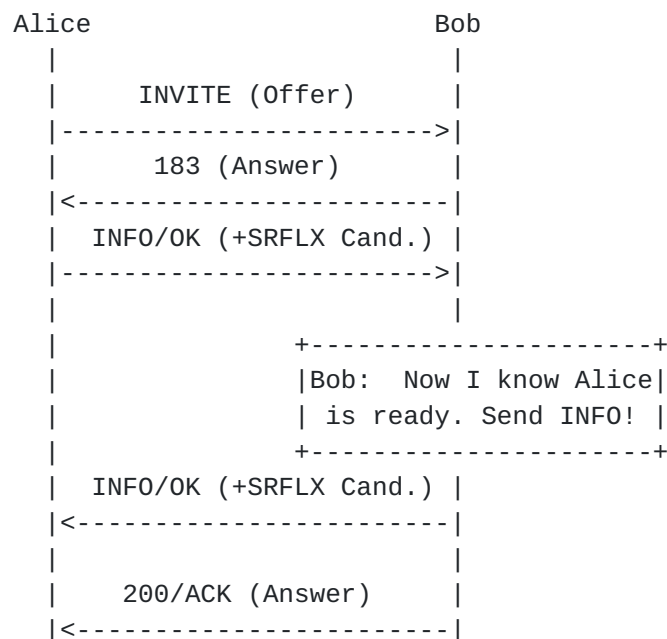 Alice Bob
INVITE (Offer)
183 (Answer)
INFO/OK (+SRFLX Cand.)
Bob: Now I know Alice
is ready. Send INFO!
INFO/OK (+SRFLX Cand.)
200/ACK (Answer)